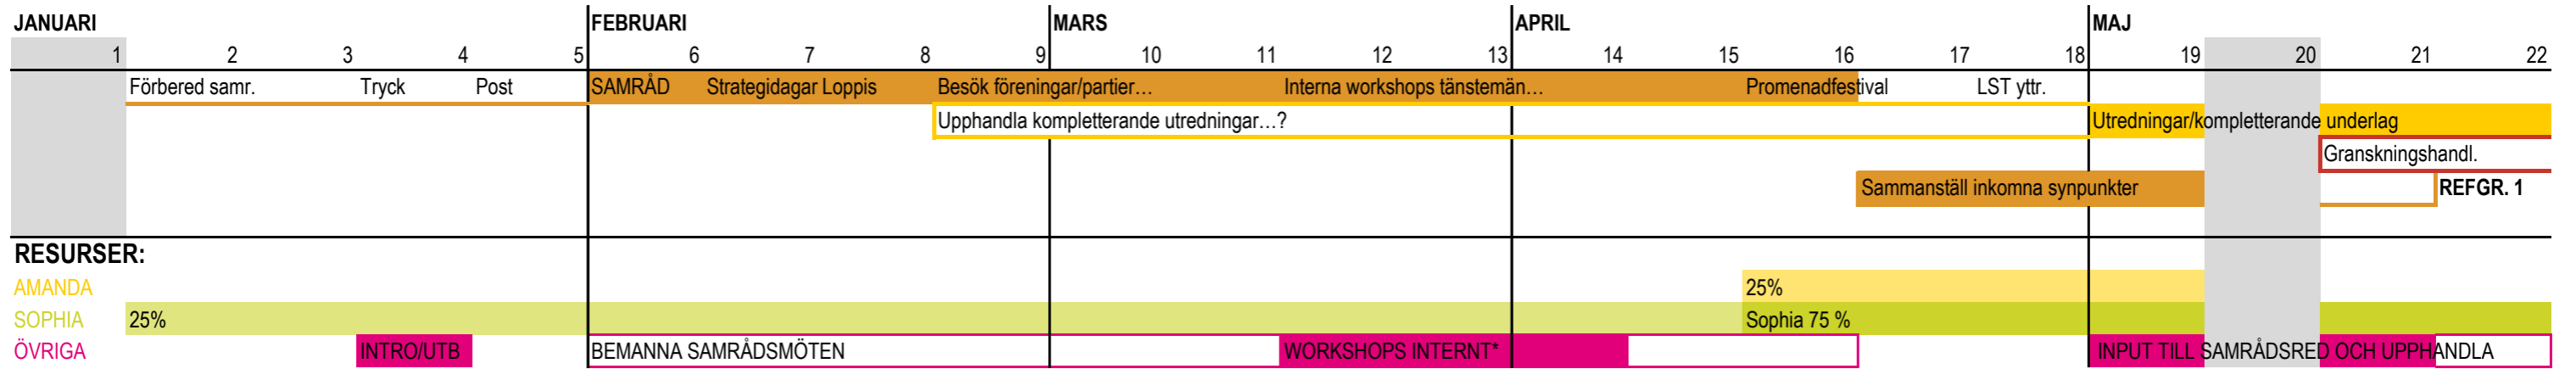 JANUARI FEBRUARI MARS APRIL MAJ
1 2 3 4 5 6 7 8 9 10 11 12 13 14 15 16 17 18 19 20 21 22
Förbered samr. Tryck Post SAMRÅD Strategidagar Loppis Besök föreningar/partier… Interna workshops tänstemän… Promenadfestival LST yttr.
Upphandla kompletterande utredningar…? Utredningar/kompletterande underlag
Granskningshandl.
Sammanställ inkomna synpunkter REFGR. 1
RESURSER:
AMANDA 25%
SOPHIA 25% Sophia 75 %
ÖVRIGA INTRO/UTB BEMANNA SAMRÅDSMÖTEN WORKSHOPS INTERNT* INPUT TILL SAMRÅDSRED OCH UPPHANDLA